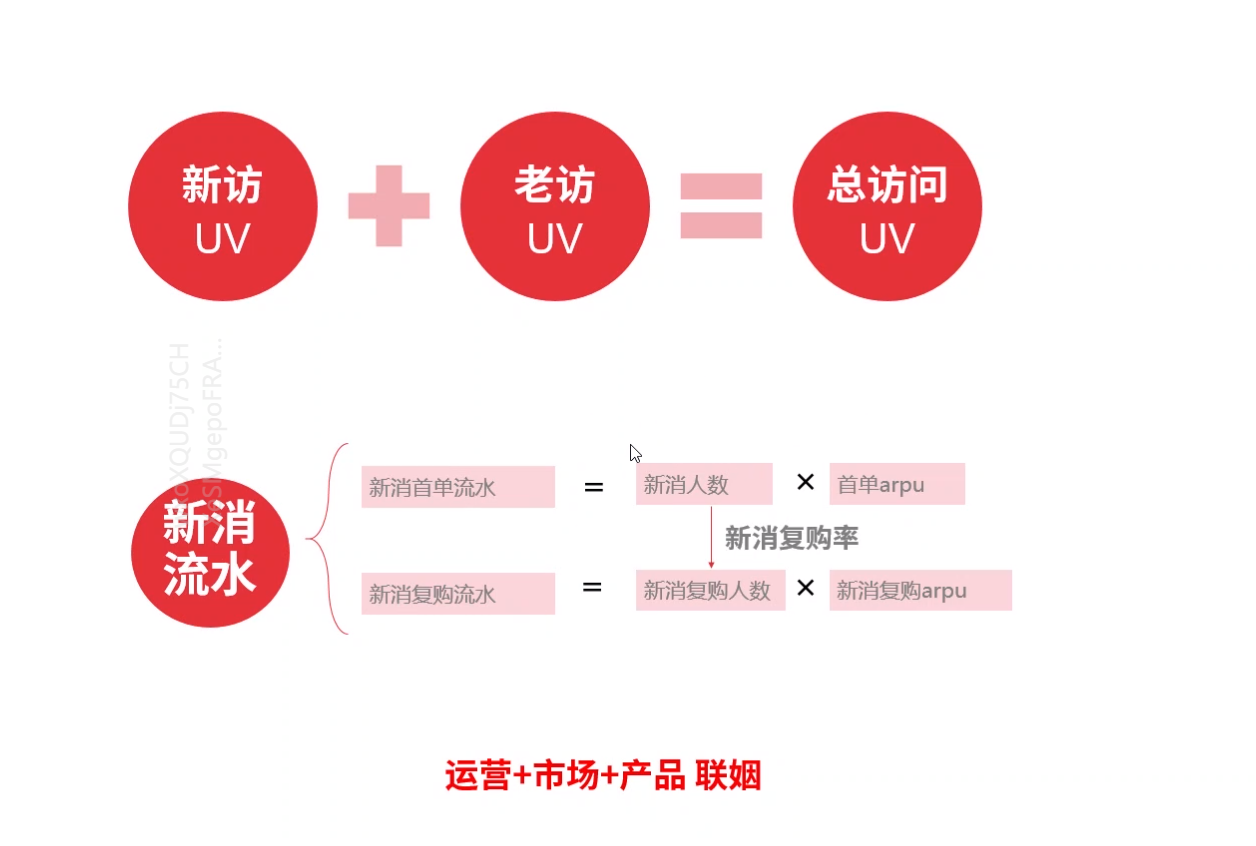 新访
UV
老访
UV
总访问
UV
新消
流水
新消首单流水
=
新消人数
×
首单arpu
新消复购率
新消复购流水
=
新消复购人数
×
新消复购arpu
运营+市场+产品 联姻